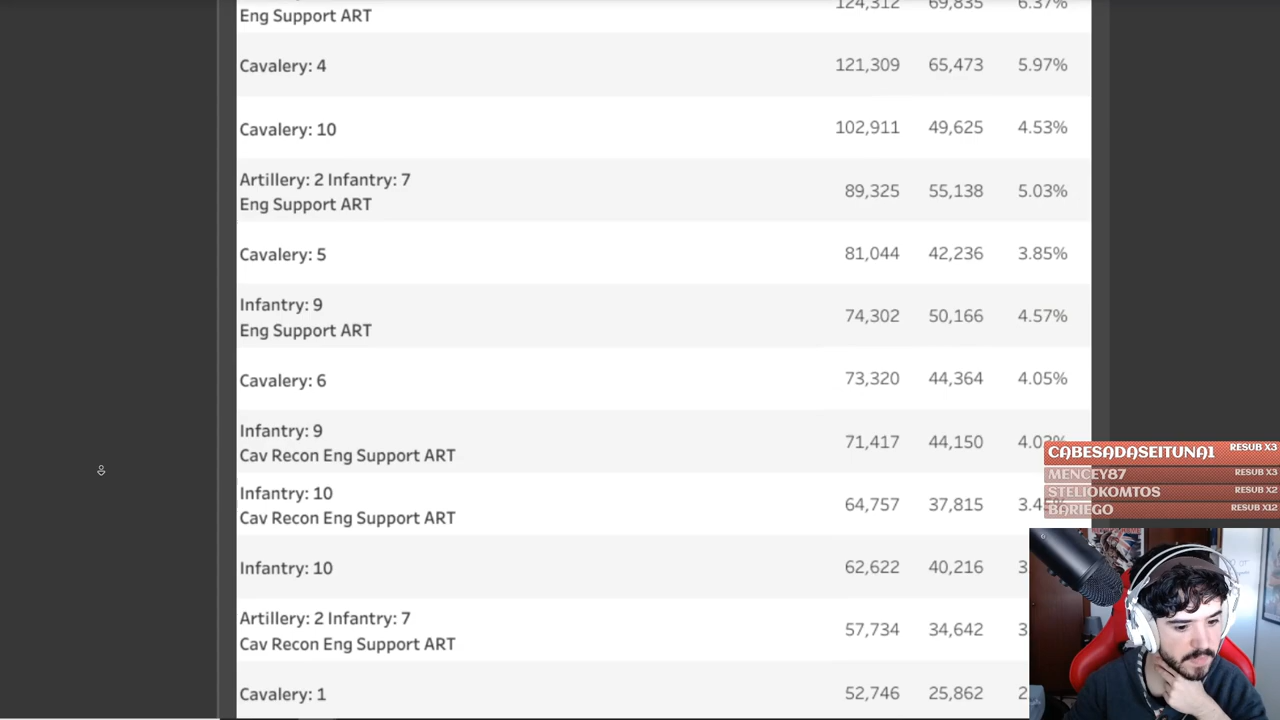 124,312 69,835 6.37%
Eng Support ART
Cavalery: 4 121,309 65,473 5.97%
Cavalery: 10 102,911 49,625 4.53%
Artillery: 2 Infantry: 7
Eng Support ART 89,325 55,138 5.03%
Cavalery: 5 81,044 42,236 3.85%
Infantry: 9
Eng Support ART 74,302 50,166 4.57%
Cavalery: 6 73,320 44,364 4.05%
Infantry: 9
Cav Recon Eng Support ART 71,417 44,150
Infantry: 10
Cav Recon Eng Support ART 64,757 37,815
Infantry: 10 62,622 40,216
Artillery: 2 Infantry: 7
Cav Recon Eng Support ART 57,734 34,642
Cavalery: 1 52,746 25,862
CABESADASEITUNA1 RESUB X3
MENCEY87 RESUB X3
STELIOKOMTOS RESUB X2
BARIEGO RESUB X12